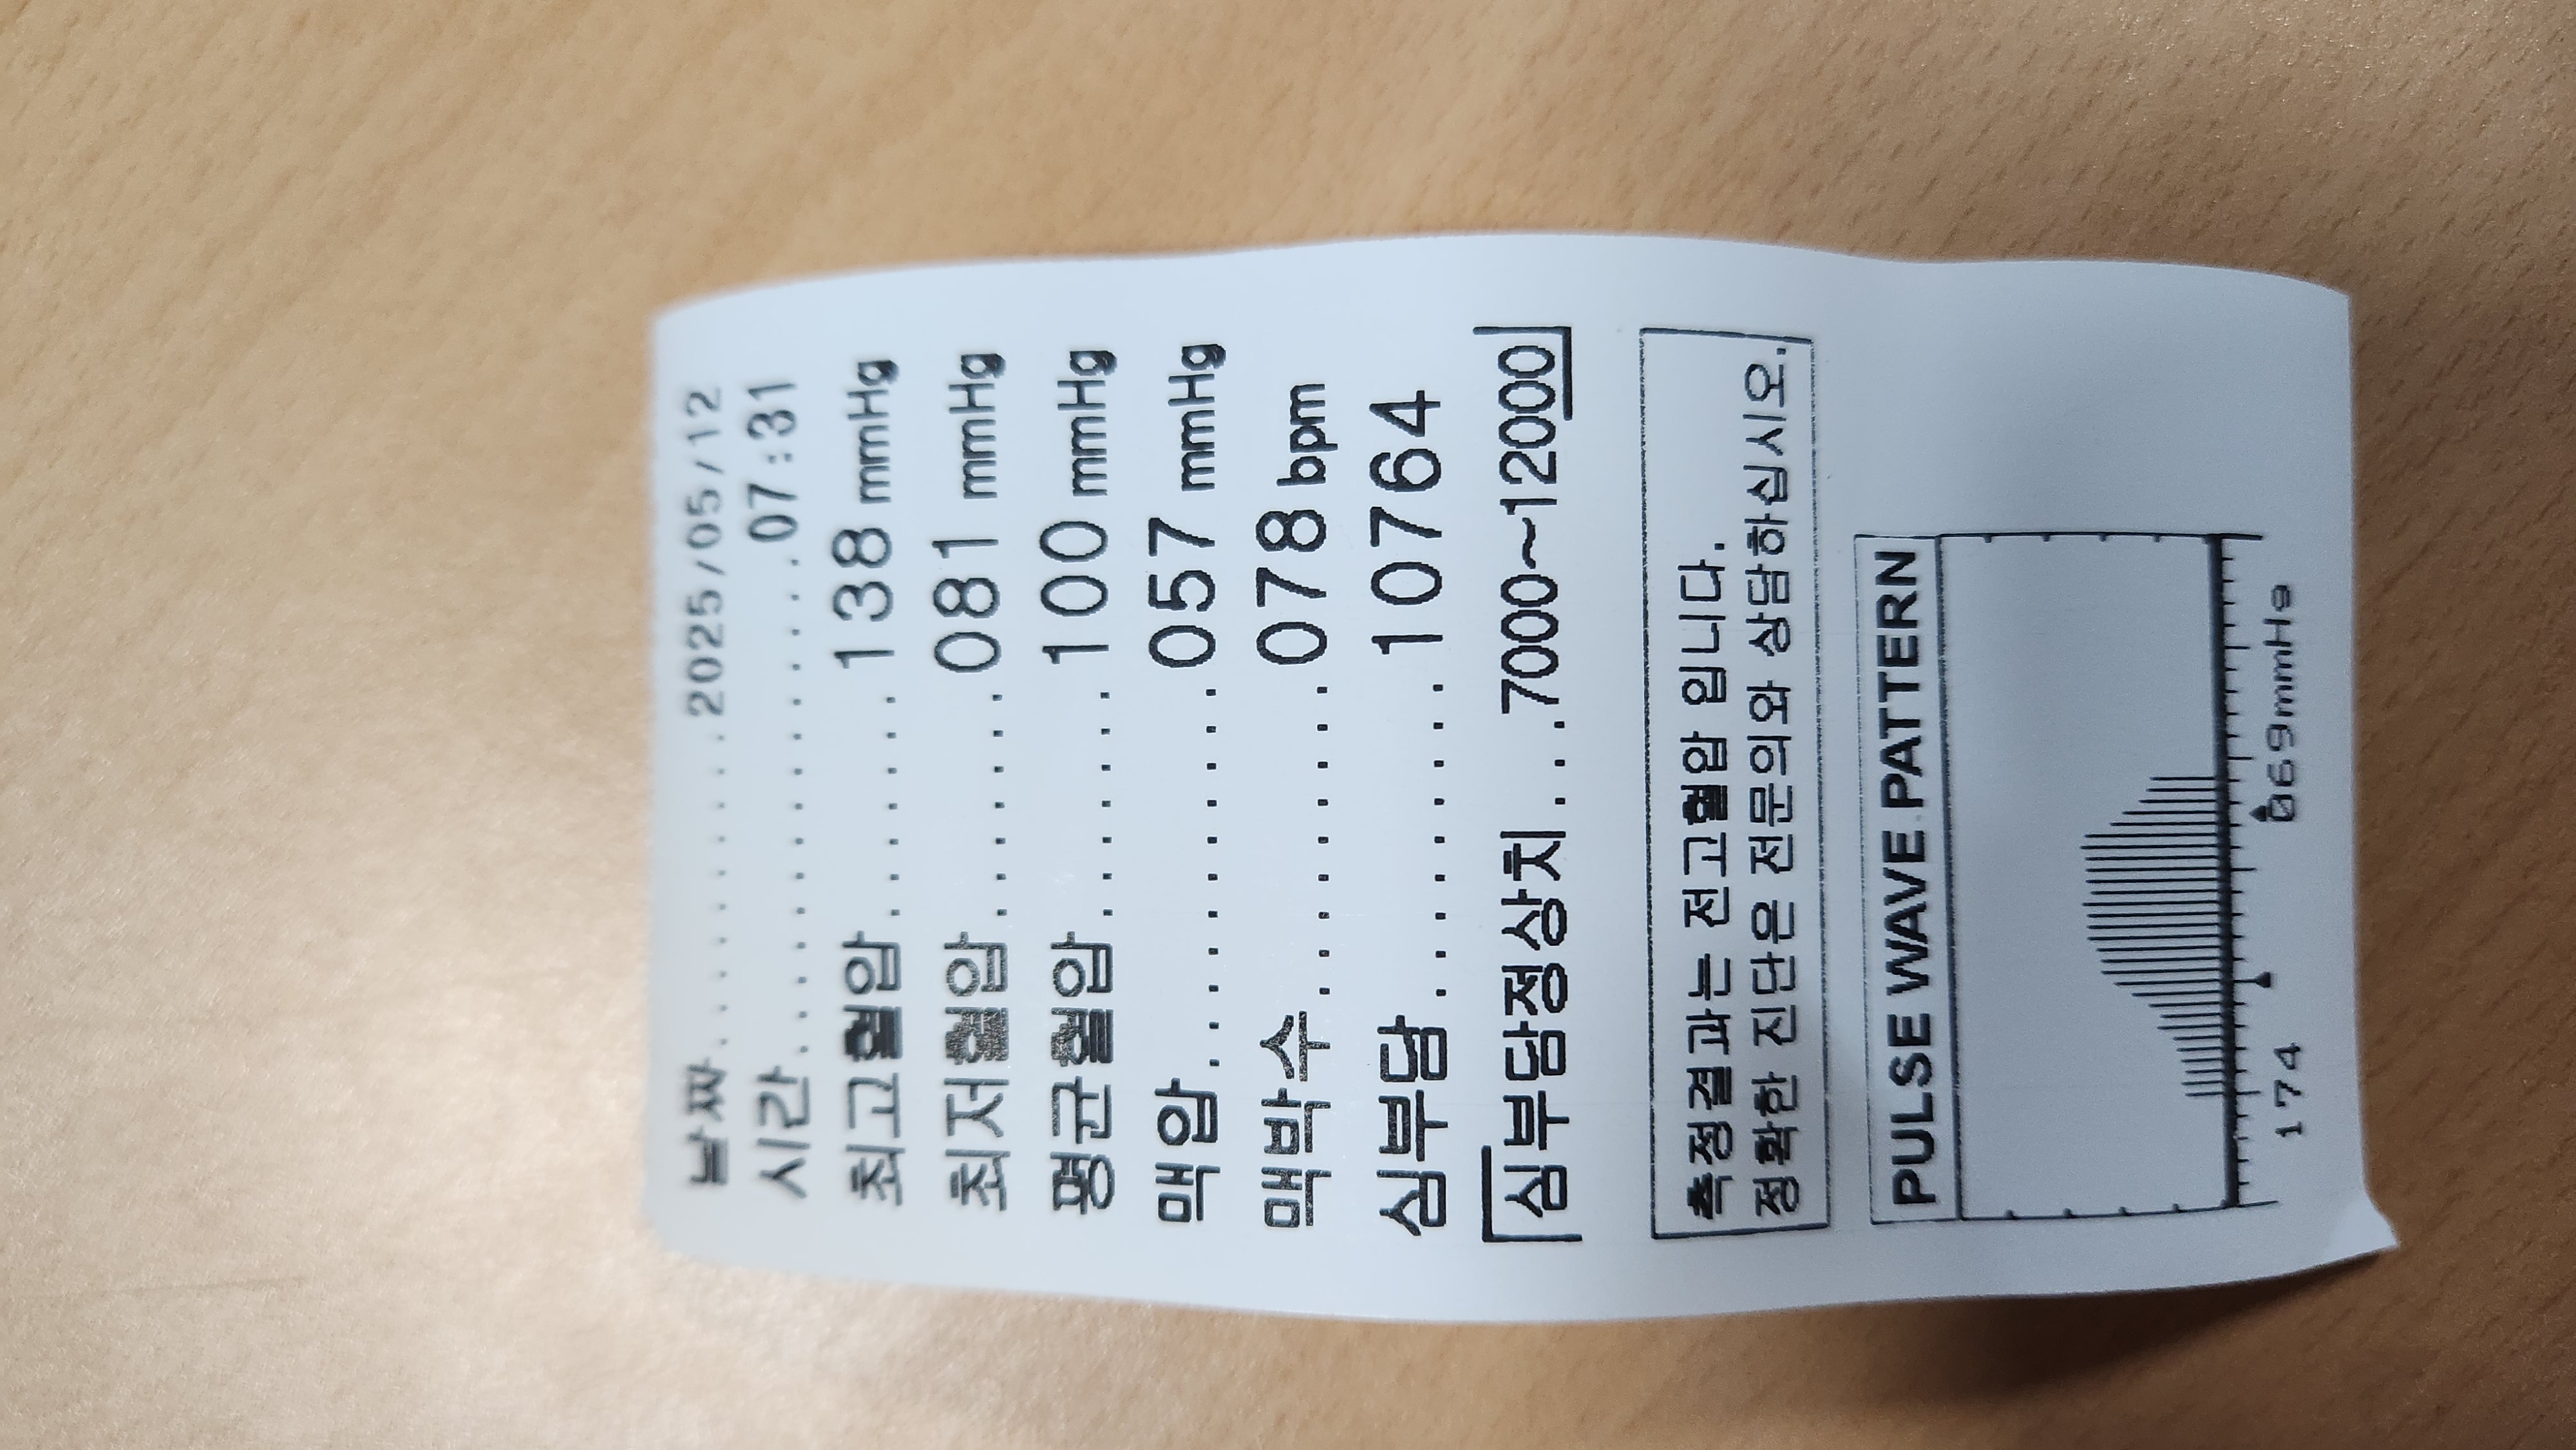 날짜..............2025/05/12
시간...................07:31
최고혈압........138 mmHg
최저혈압........081 mmHg
평균혈압........100 mmHg
맥압............057 mmHg
맥박수..........078 bpm
심부담..........10764
심부담정상치...7000~12000
측정결과는 전고혈압 입니다.
정확한 진단은 전문의와 상담하십시오.
PULSE WAVE PATTERN
174 069mmHg